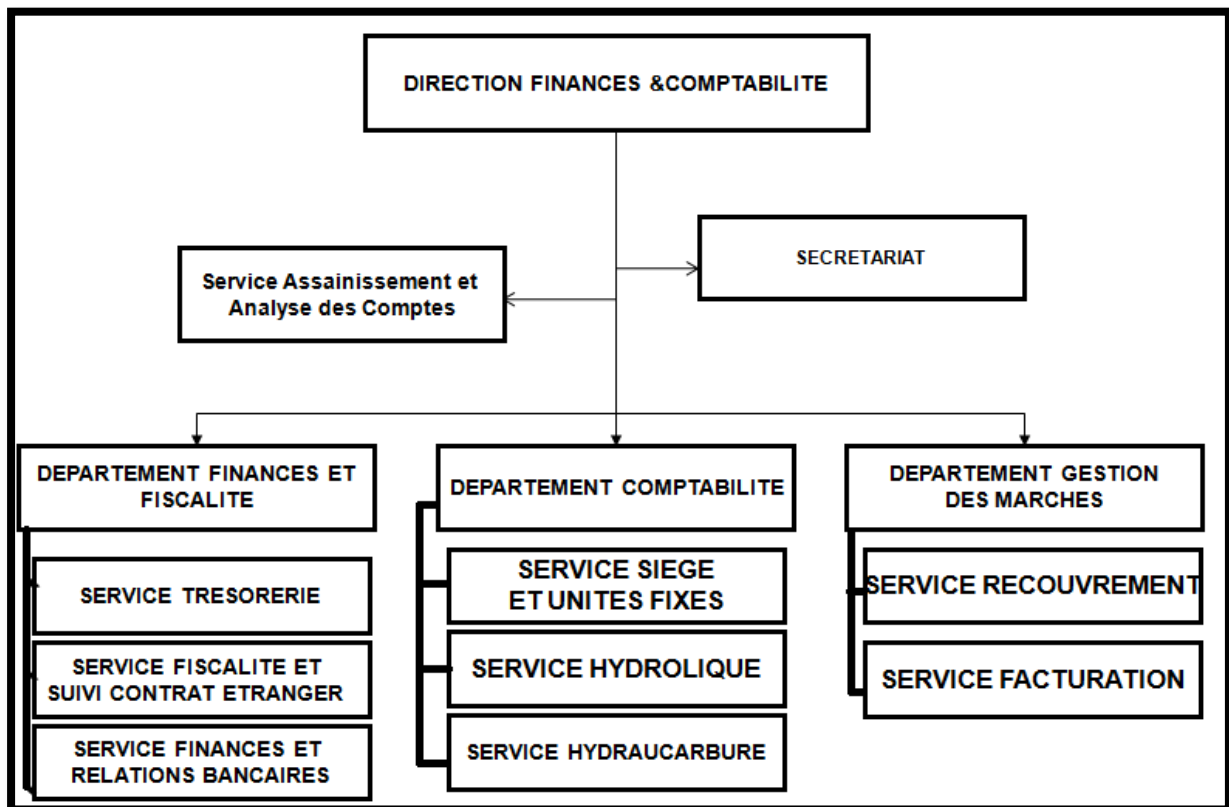 DIRECTION FINANCES &COMPTABILITE
SECRETARIAT
Service Assainissement et
Analyse des Comptes
DEPARTEMENT FINANCES ET
FISCALITE
SERVICE TRESORERIE
SERVICE FISCALITE ET
SUIVI CONTRAT ETRANGER
SERVICE FINANCES ET
RELATIONS BANCAIRES
DEPARTEMENT COMPTABILITE
SERVICE SIEGE
ET UNITES FIXES
SERVICE HYDROLIQUE
SERVICE HYDRAUCARBURE
DEPARTEMENT GESTION
DES MARCHES
SERVICE RECOUVREMENT
SERVICE FACTURATION